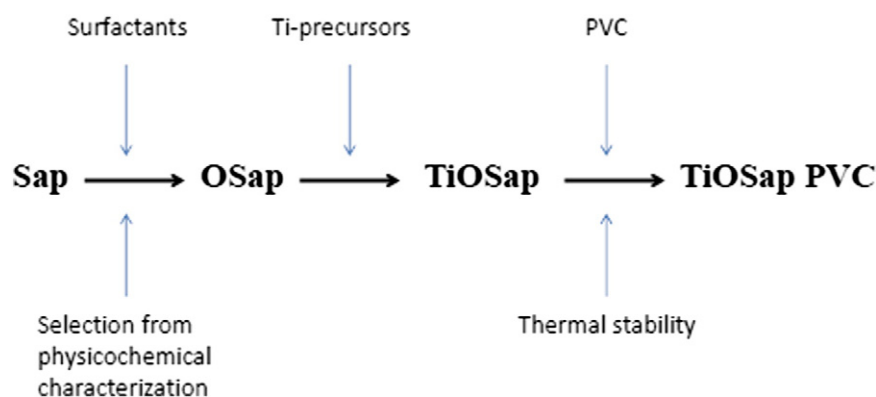 Surfactants Ti-precursors PVC
Sap OSap TiOSap TiOSap PVC
Selection from
physicochemical
characterization
Thermal stability